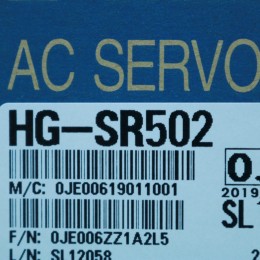 AC SERVO
HG-SR502
M/C: 0JE00619011001
2019
SL
F/N: 0JE006ZZ1A2L5
L/N: SL12058